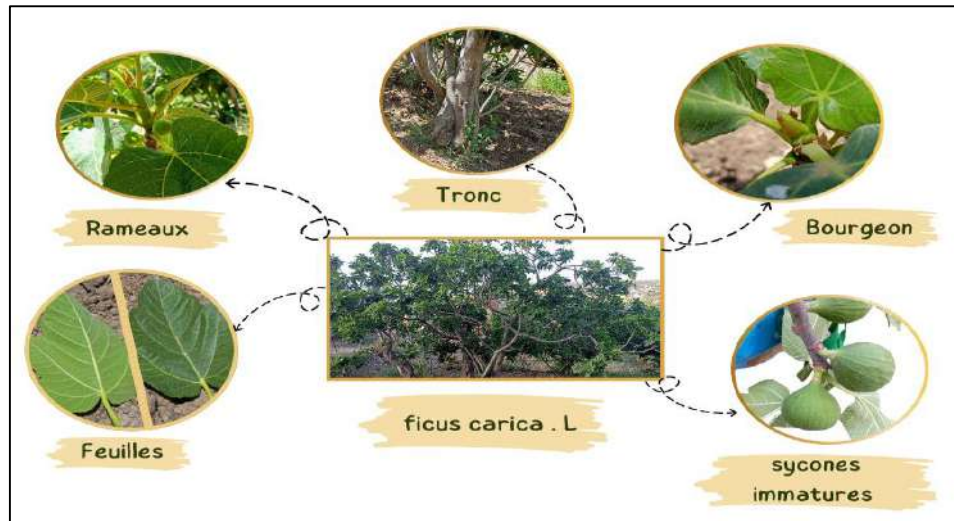 Tronc
Rameaux
Bourgeon
ficus carica . L
Feuilles
sycones
immatures